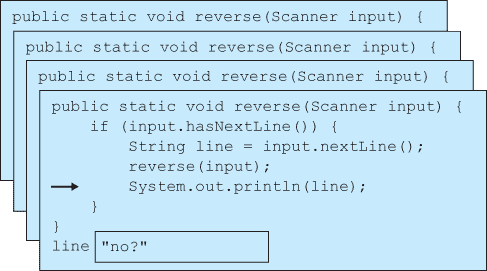 public static void reverse(Scanner input) {
public static void reverse(Scanner input) {
public static void reverse(Scanner input) {
public static void reverse(Scanner input) {
    if (input.hasNextLine()) {
        String line = input.nextLine();
        reverse(input);
        System.out.println(line);
    }
}
line "no?"